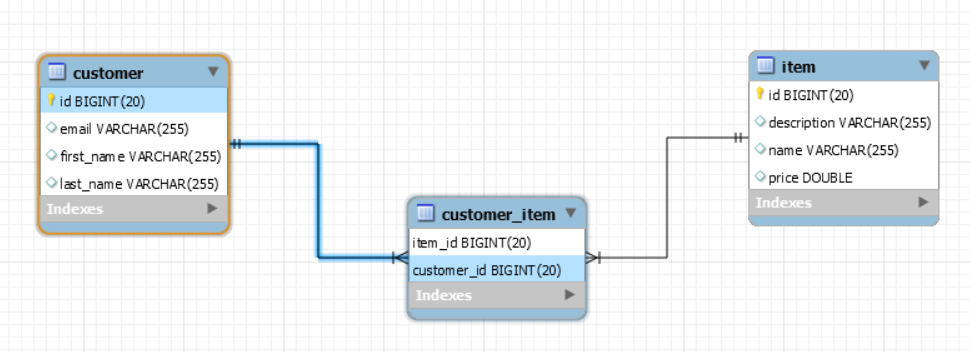 customer
id BIGINT(20)
email VARCHAR(255)
first_name VARCHAR(255)
last_name VARCHAR(255)
Indexes
item
id BIGINT(20)
description VARCHAR(255)
name VARCHAR(255)
price DOUBLE
Indexes
customer_item
item_id BIGINT(20)
customer_id BIGINT(20)
Indexes